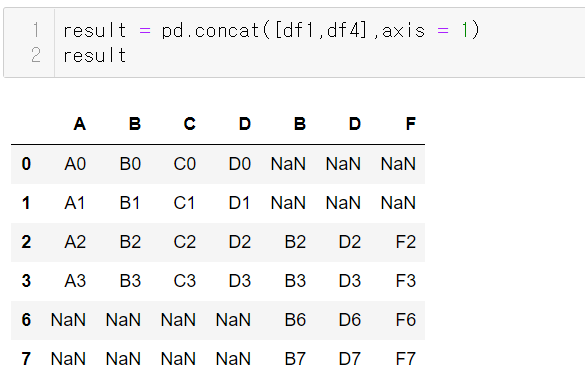 1 result = pd.concat([df1,df4],axis = 1)
2 result
A B C D B D F
0 A0 B0 C0 D0 NaN NaN NaN
1 A1 B1 C1 D1 NaN NaN NaN
2 A2 B2 C2 D2 B2 D2 F2
3 A3 B3 C3 D3 B3 D3 F3
6 NaN NaN NaN NaN B6 D6 F6
7 NaN NaN NaN NaN B7 D7 F7